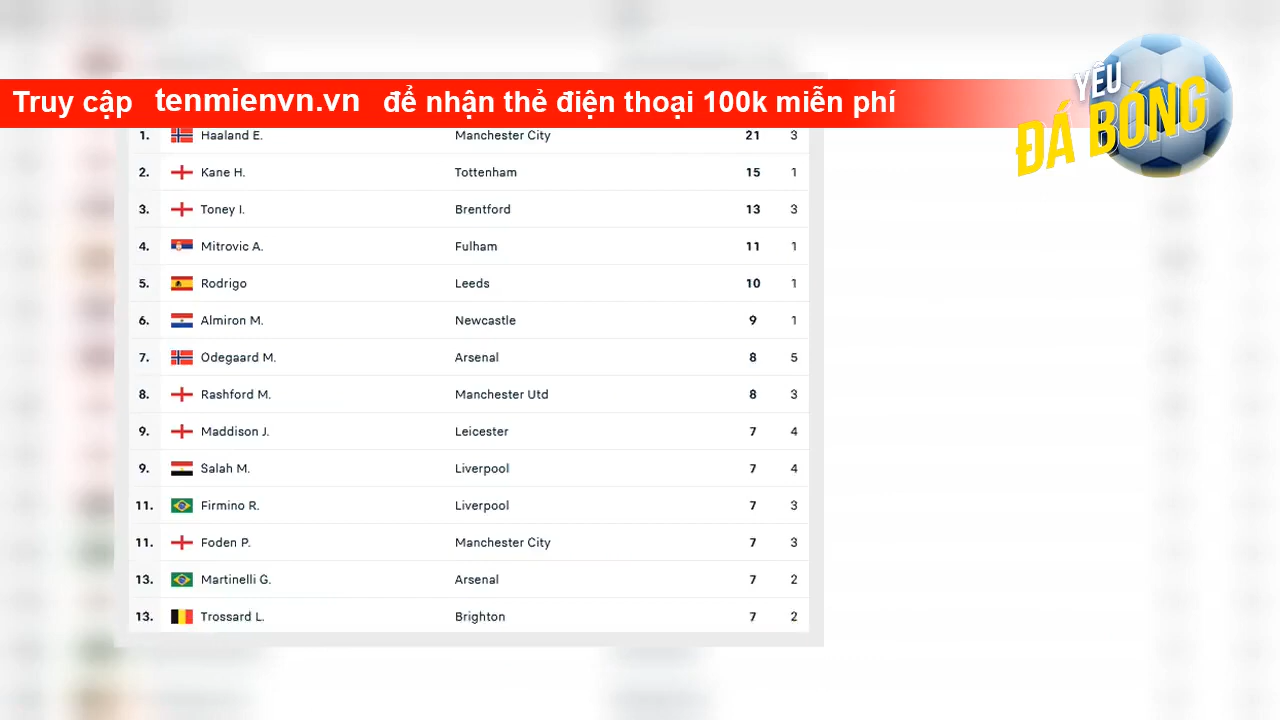 Truy cập tenmienvn.vn để nhận thẻ điện thoại 100k miễn phí
YÊU
ĐÁ BÓNG
1. Haaland E. Manchester City 21 3
2. Kane H. Tottenham 15 1
3. Toney I. Brentford 13 3
4. Mitrovic A. Fulham 11 1
5. Rodrigo Leeds 10 1
6. Almiron M. Newcastle 9 1
7. Odegaard M. Arsenal 8 5
8. Rashford M. Manchester Utd 8 3
9. Maddison J. Leicester 7 4
9. Salah M. Liverpool 7 4
11. Firmino R. Liverpool 7 3
11. Foden P. Manchester City 7 3
13. Martinelli G. Arsenal 7 2
13. Trossard L. Brighton 7 2